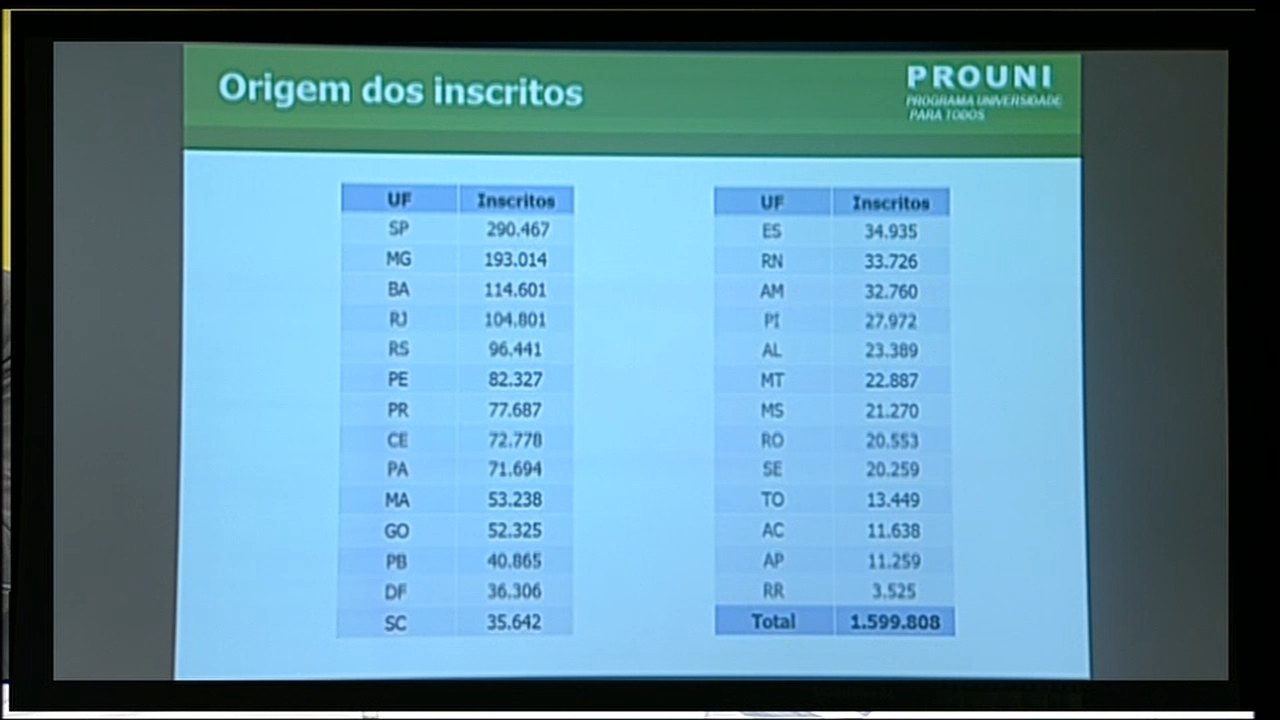 Origem dos inscritos
PROUNI
PROGRAMA UNIVERSIDADE
PARA TODOS
UF Inscritos
SP 290.467
MG 193.014
BA 114.601
RJ 104.801
RS 96.441
PE 82.327
PR 77.687
CE 72.778
PA 71.694
MA 53.238
GO 52.325
PB 40.865
DF 36.306
SC 35.642
UF Inscritos
ES 34.935
RN 33.726
AM 32.760
PI 27.972
AL 23.389
MT 22.887
MS 21.270
RO 20.553
SE 20.259
TO 13.449
AC 11.638
AP 11.259
RR 3.525
Total 1.599.808